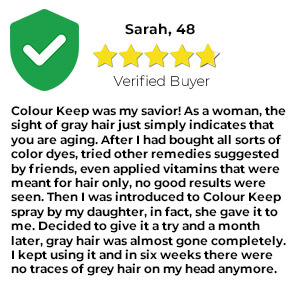 Sarah, 48
Verified Buyer
Colour Keep was my savior! As a woman, the
sight of gray hair just simply indicates that
you are aging. After I had bought all sorts of
color dyes, tried other remedies suggested
by friends, even applied vitamins that were
meant for hair only, no good results were
seen. Then I was introduced to Colour Keep
spray by my daughter, in fact, she gave it to
me. Decided to give it a try and a month
later, gray hair was almost gone completely.
I kept using it and in six weeks there were
no traces of grey hair on my head anymore.